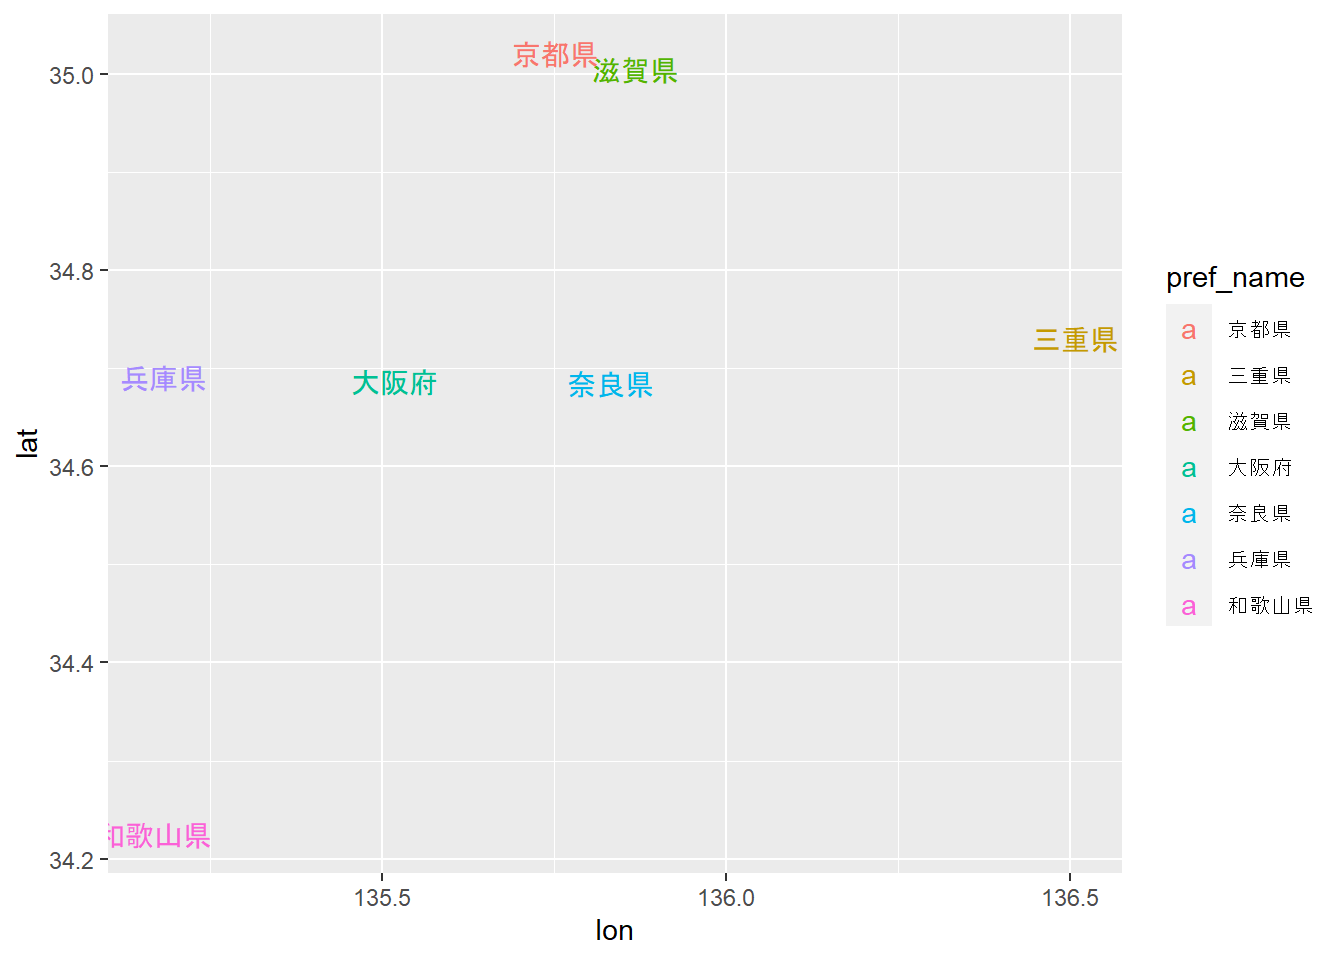 京都県
滋賀県
三重県
兵庫県
大阪府
奈良県
和歌山県
35.0
34.8
34.6
34.4
34.2
lat
135.5
136.0
136.5
lon
pref_name
a 京都県
a 三重県
a 滋賀県
a 大阪府
a 奈良県
a 兵庫県
a 和歌山県